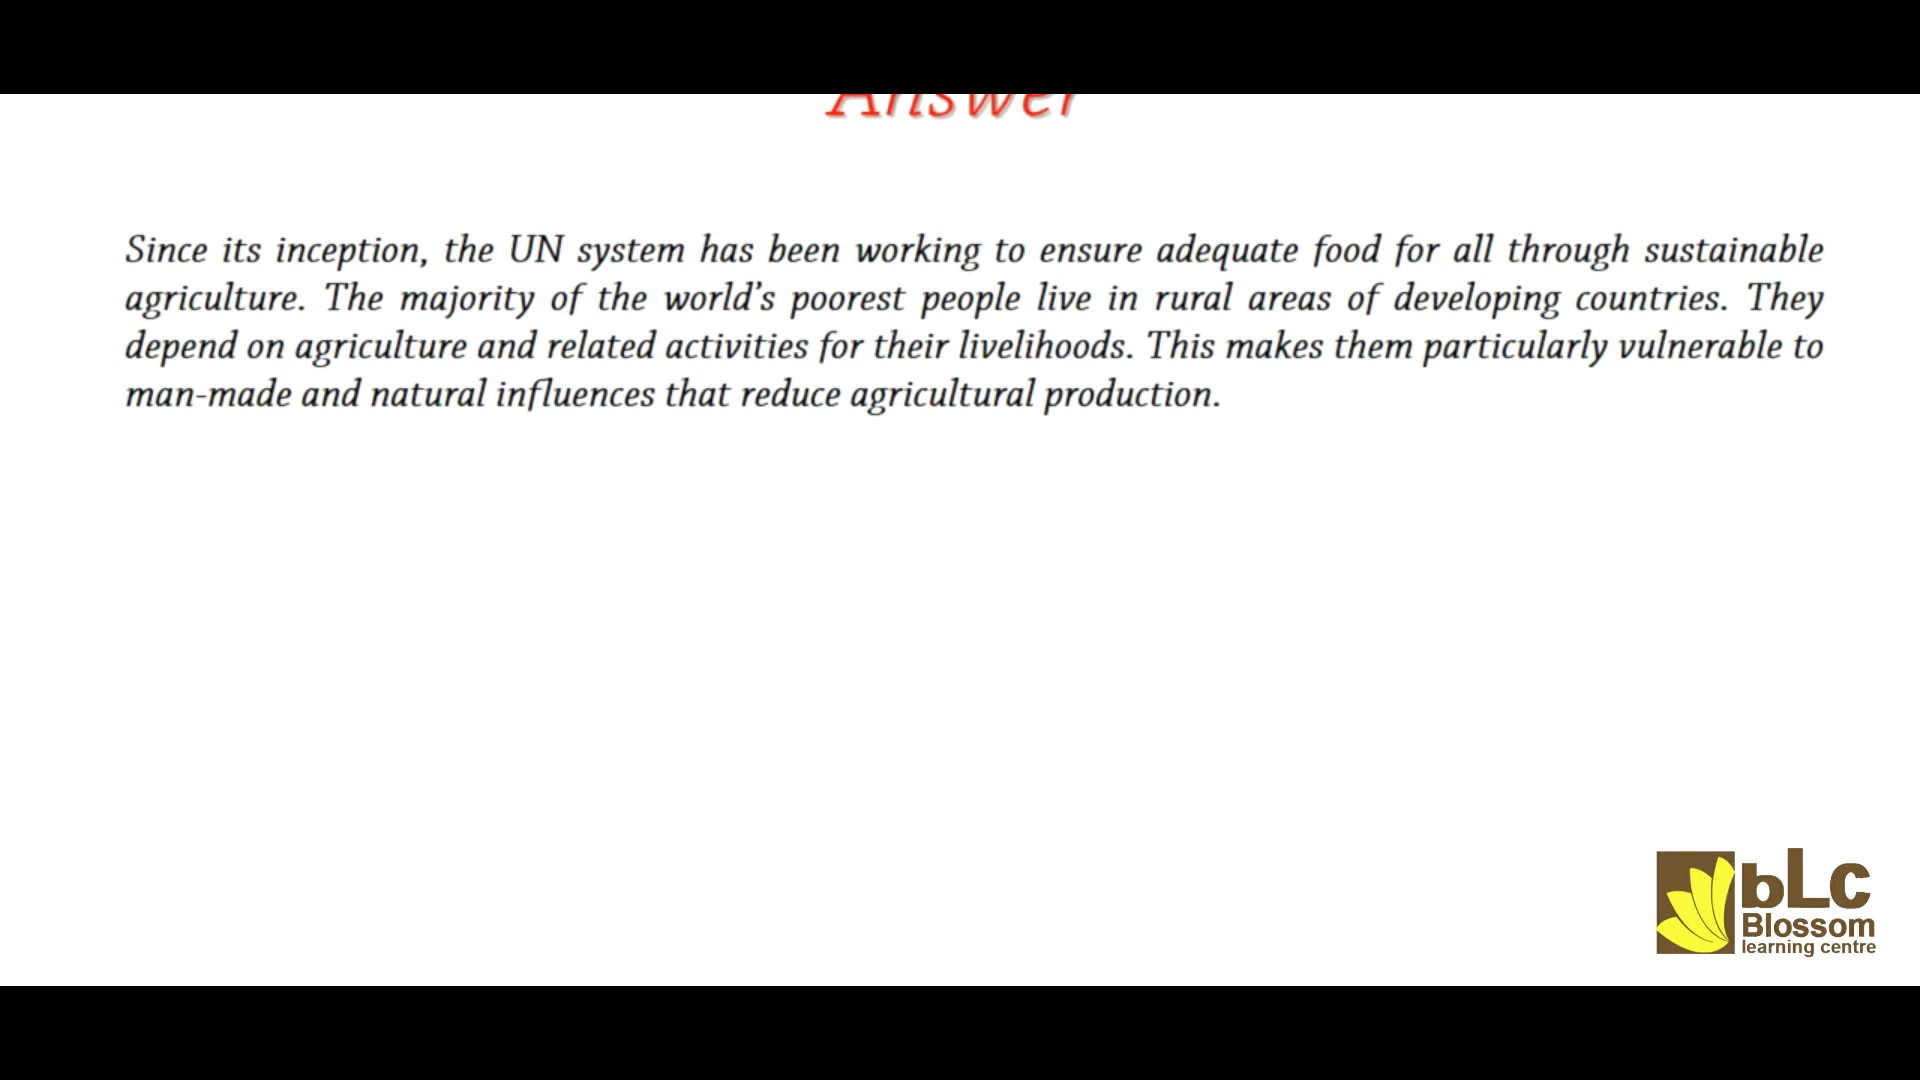 Answer
Since its inception, the UN system has been working to ensure adequate food for all through sustainable
agriculture. The majority of the world's poorest people live in rural areas of developing countries. They
depend on agriculture and related activities for their livelihoods. This makes them particularly vulnerable to
man-made and natural influences that reduce agricultural production.
bLc
Blossom
learning centre